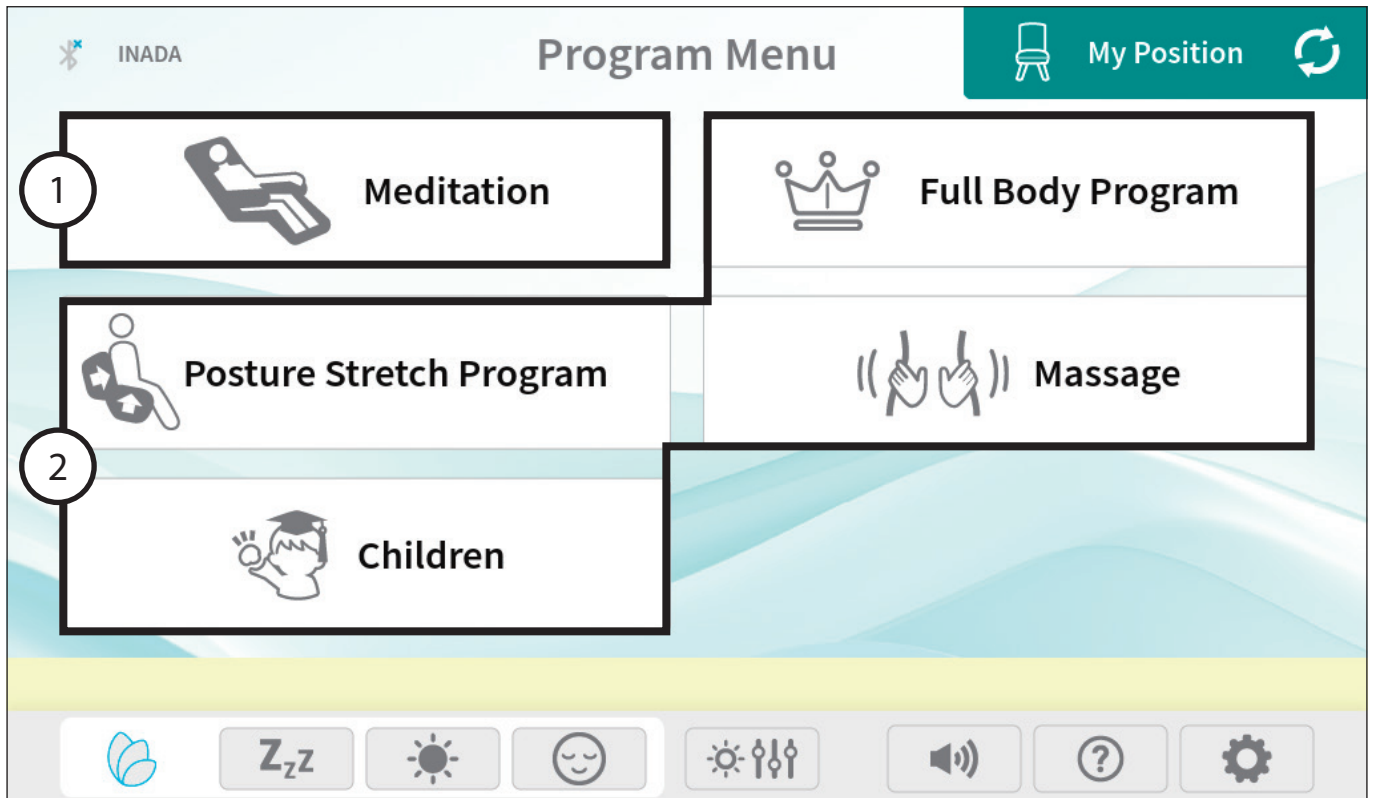 INADA
Program Menu
My Position
1
Meditation
Full Body Program
Posture Stretch Program
Massage
2
Children
ZzZ
?